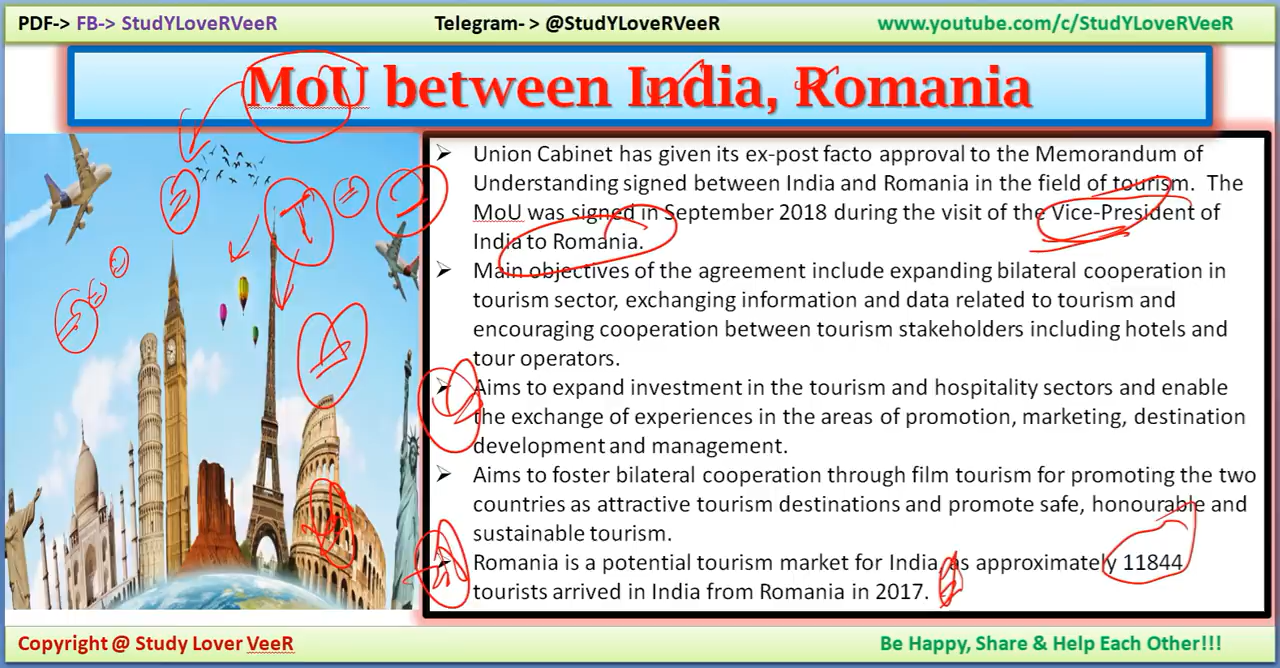 PDF-> FB-> StudYLoveRVeeR Telegram- > @StudYLoveRVeeR www.youtube.com/c/StudYLoveRVeeR
MoU between India, Romania
Union Cabinet has given its ex-post facto approval to the Memorandum of
Understanding signed between India and Romania in the field of tourism. The
MoU was signed in September 2018 during the visit of the Vice-President of
India to Romania.
Main objectives of the agreement include expanding bilateral cooperation in
tourism sector, exchanging information and data related to tourism and
encouraging cooperation between tourism stakeholders including hotels and
tour operators.
Aims to expand investment in the tourism and hospitality sectors and enable
the exchange of experiences in the areas of promotion, marketing, destination
development and management.
Aims to foster bilateral cooperation through film tourism for promoting the two
countries as attractive tourism destinations and promote safe, honourable and
sustainable tourism.
Romania is a potential tourism market for India, as approximately 11844
tourists arrived in India from Romania in 2017.
Copyright @ Study Lover VeeR Be Happy, Share & Help Each Other!!!